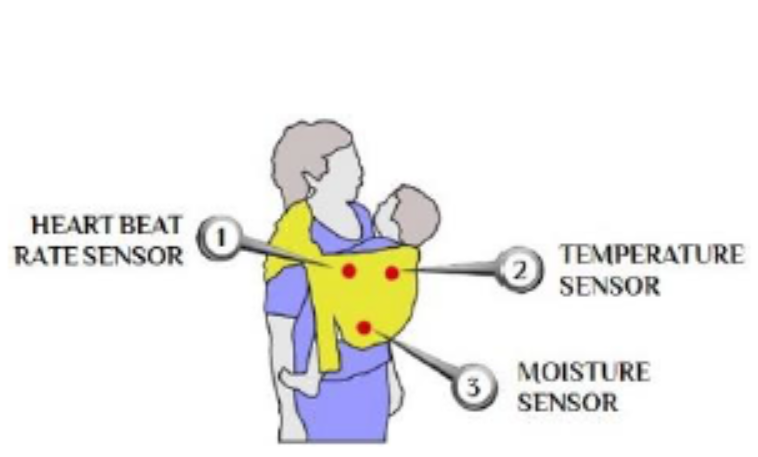 HEART BEAT
RATE SENSOR
1
2
TEMPERATURE
SENSOR
3
MOISTURE
SENSOR